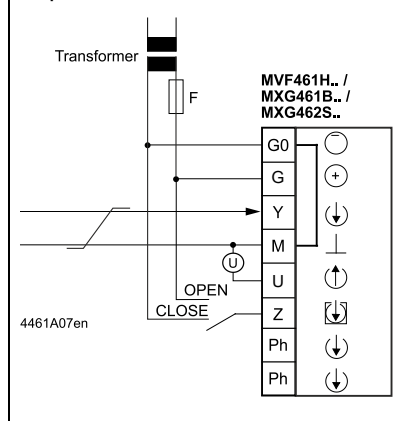 Transformer
F
MVF461H.. /
MXG461B.. /
MXG462S..
G0
G
+
Y
M
U
U
OPEN
CLOSE
Z
4461A07en
Ph
Ph